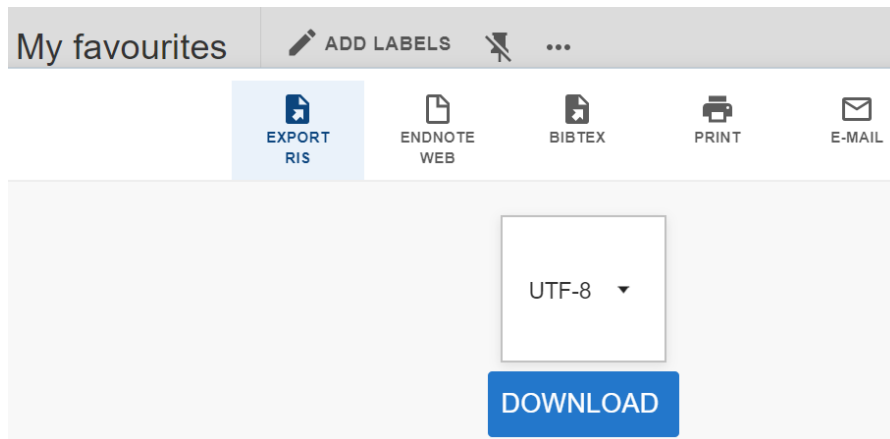 My favourites
ADD LABELS
EXPORT
RIS
ENDNOTE
WEB
BIBTEX
PRINT
E-MAIL
UTF-8
DOWNLOAD